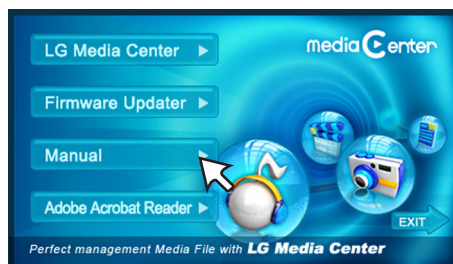 LG Media Center
mediaCenter
Firmware Updater
Manual
Adobe Acrobat Reader
EXIT
Perfect management Media File with LG Media Center